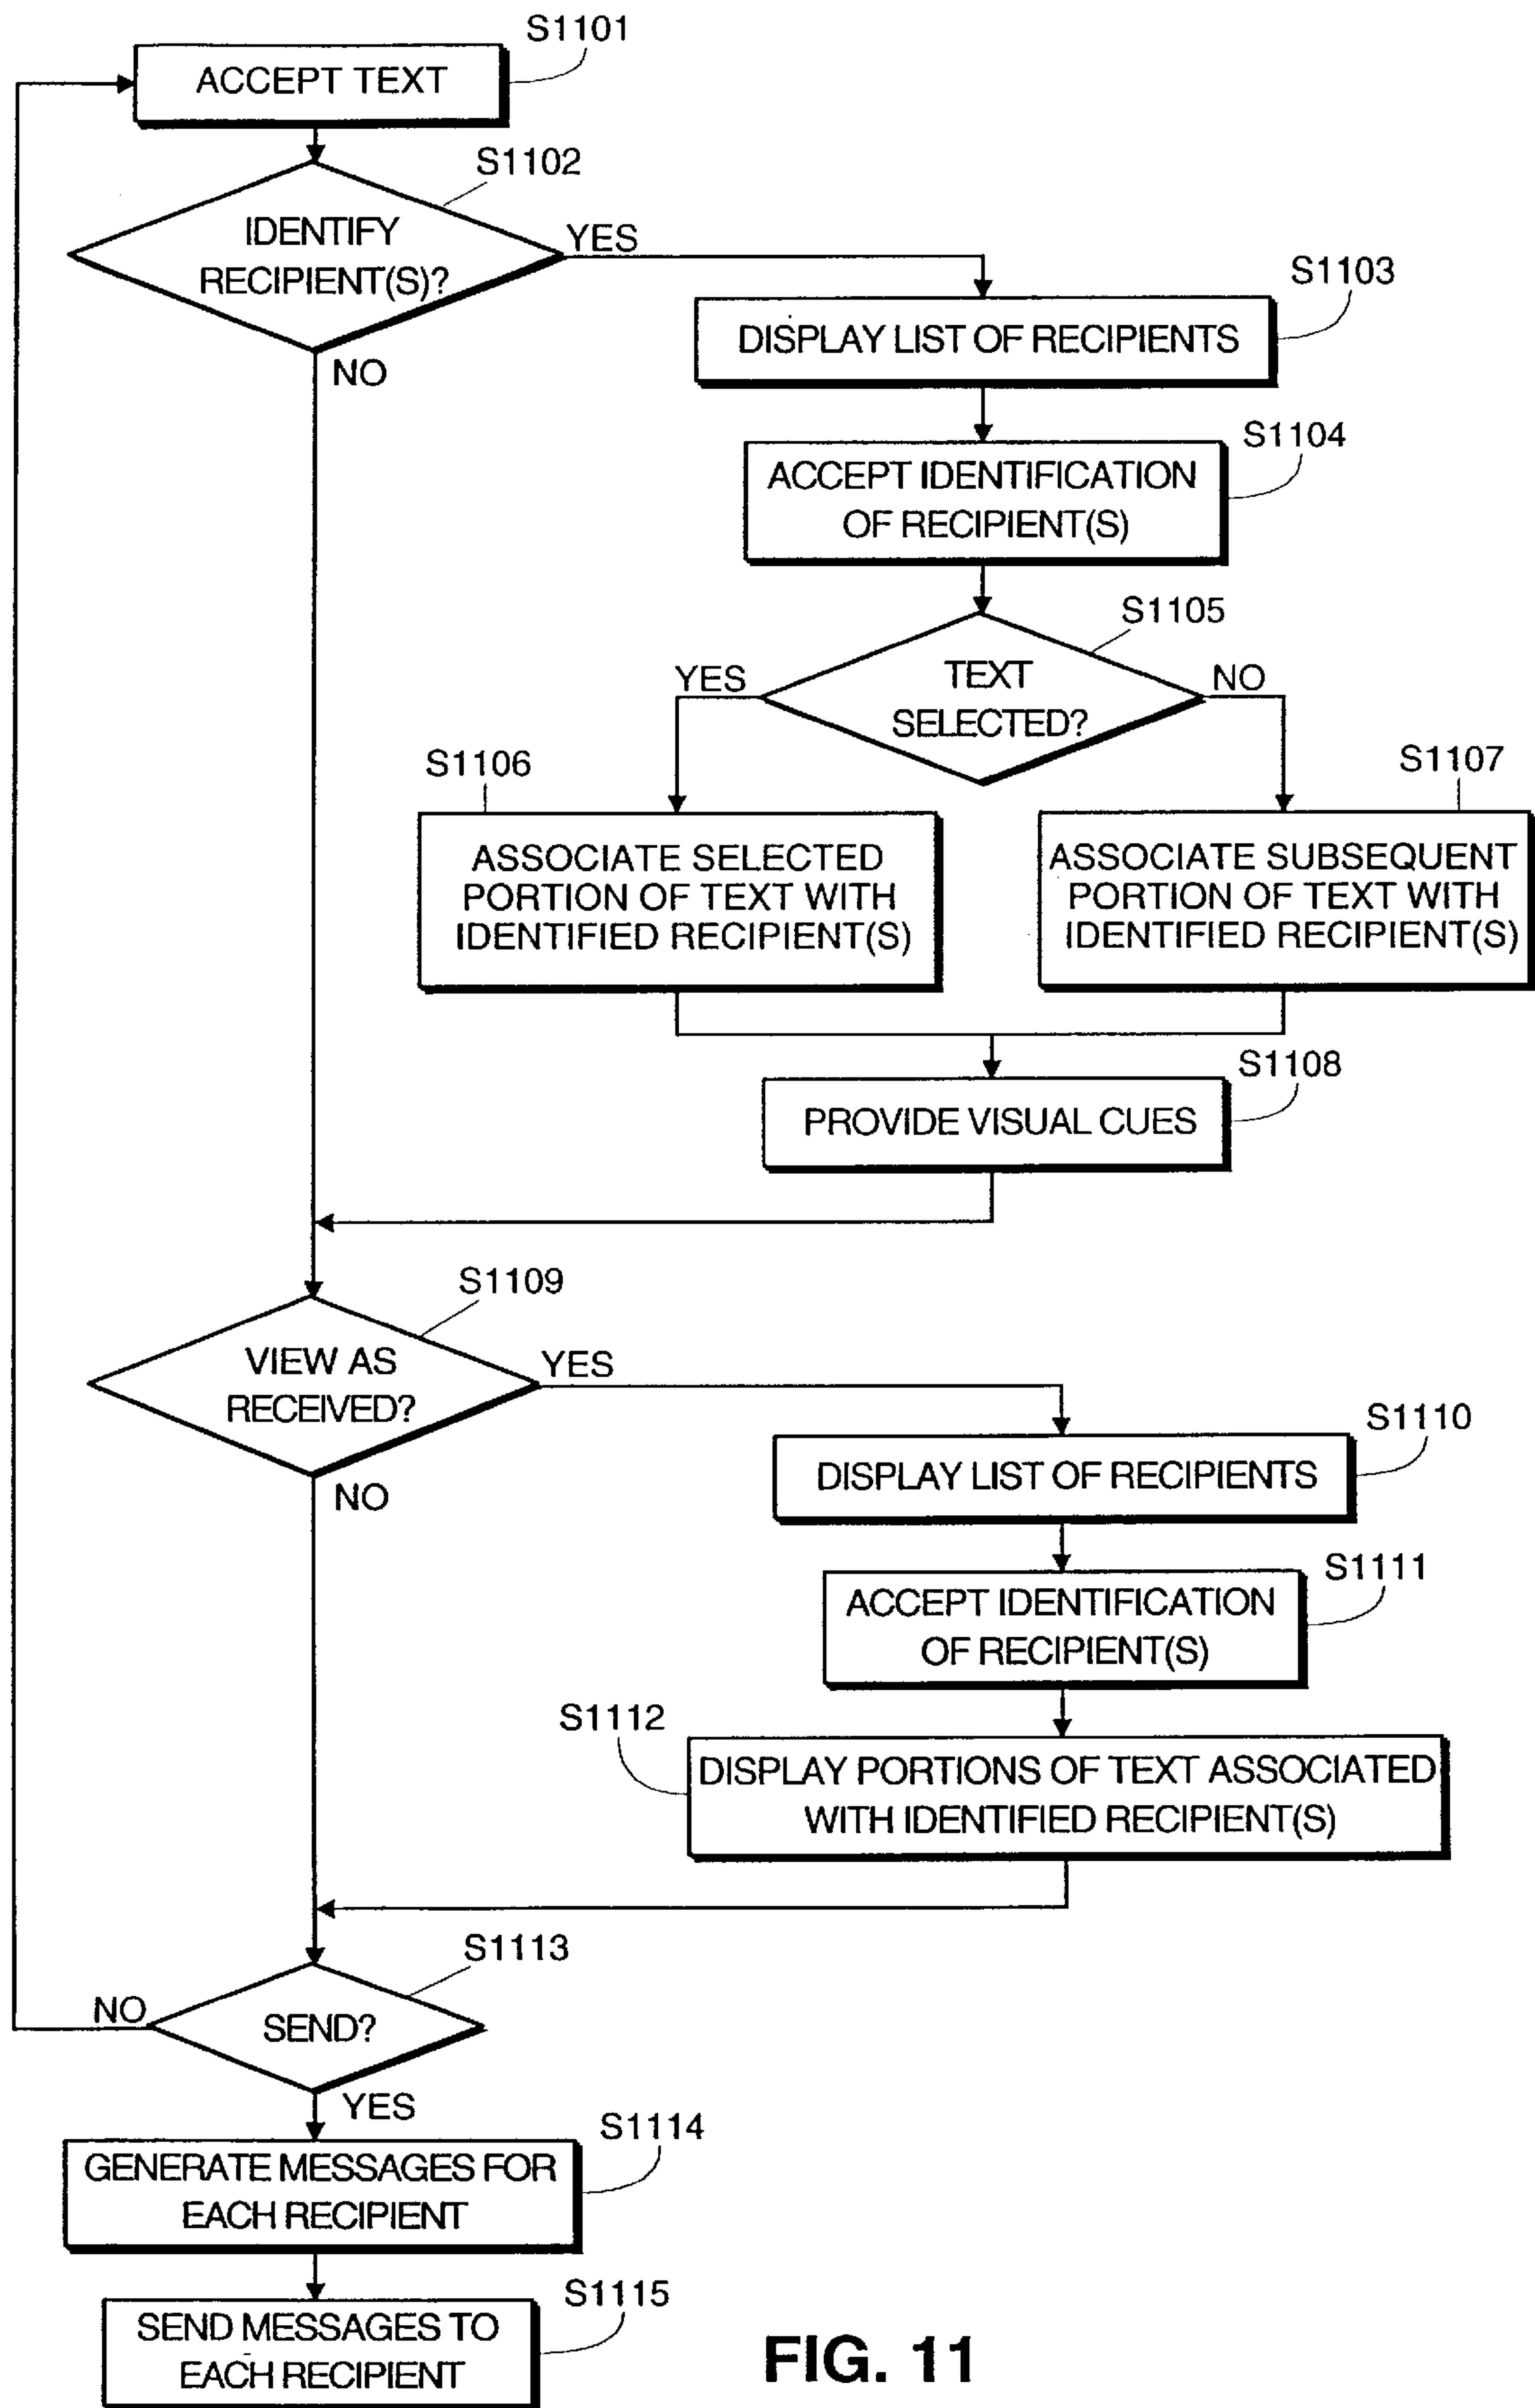 S1101
ACCEPT TEXT
S1102
IDENTIFY
RECIPIENT(S)?
YES
NO
S1103
DISPLAY LIST OF RECIPIENTS
S1104
ACCEPT IDENTIFICATION
OF RECIPIENT(S)
S1105
TEXT
SELECTED?
YES
NO
S1106
ASSOCIATE SELECTED
PORTION OF TEXT WITH
IDENTIFIED RECIPIENT(S)
S1107
ASSOCIATE SUBSEQUENT
PORTION OF TEXT WITH
IDENTIFIED RECIPIENT(S)
S1108
PROVIDE VISUAL CUES
S1109
VIEW AS
RECEIVED?
YES
NO
S1110
DISPLAY LIST OF RECIPIENTS
S1111
ACCEPT IDENTIFICATION
OF RECIPIENT(S)
S1112
DISPLAY PORTIONS OF TEXT ASSOCIATED
WITH IDENTIFIED RECIPIENT(S)
S1113
SEND?
NO
YES
S1114
GENERATE MESSAGES FOR
EACH RECIPIENT
S1115
SEND MESSAGES TO
EACH RECIPIENT
FIG. 11